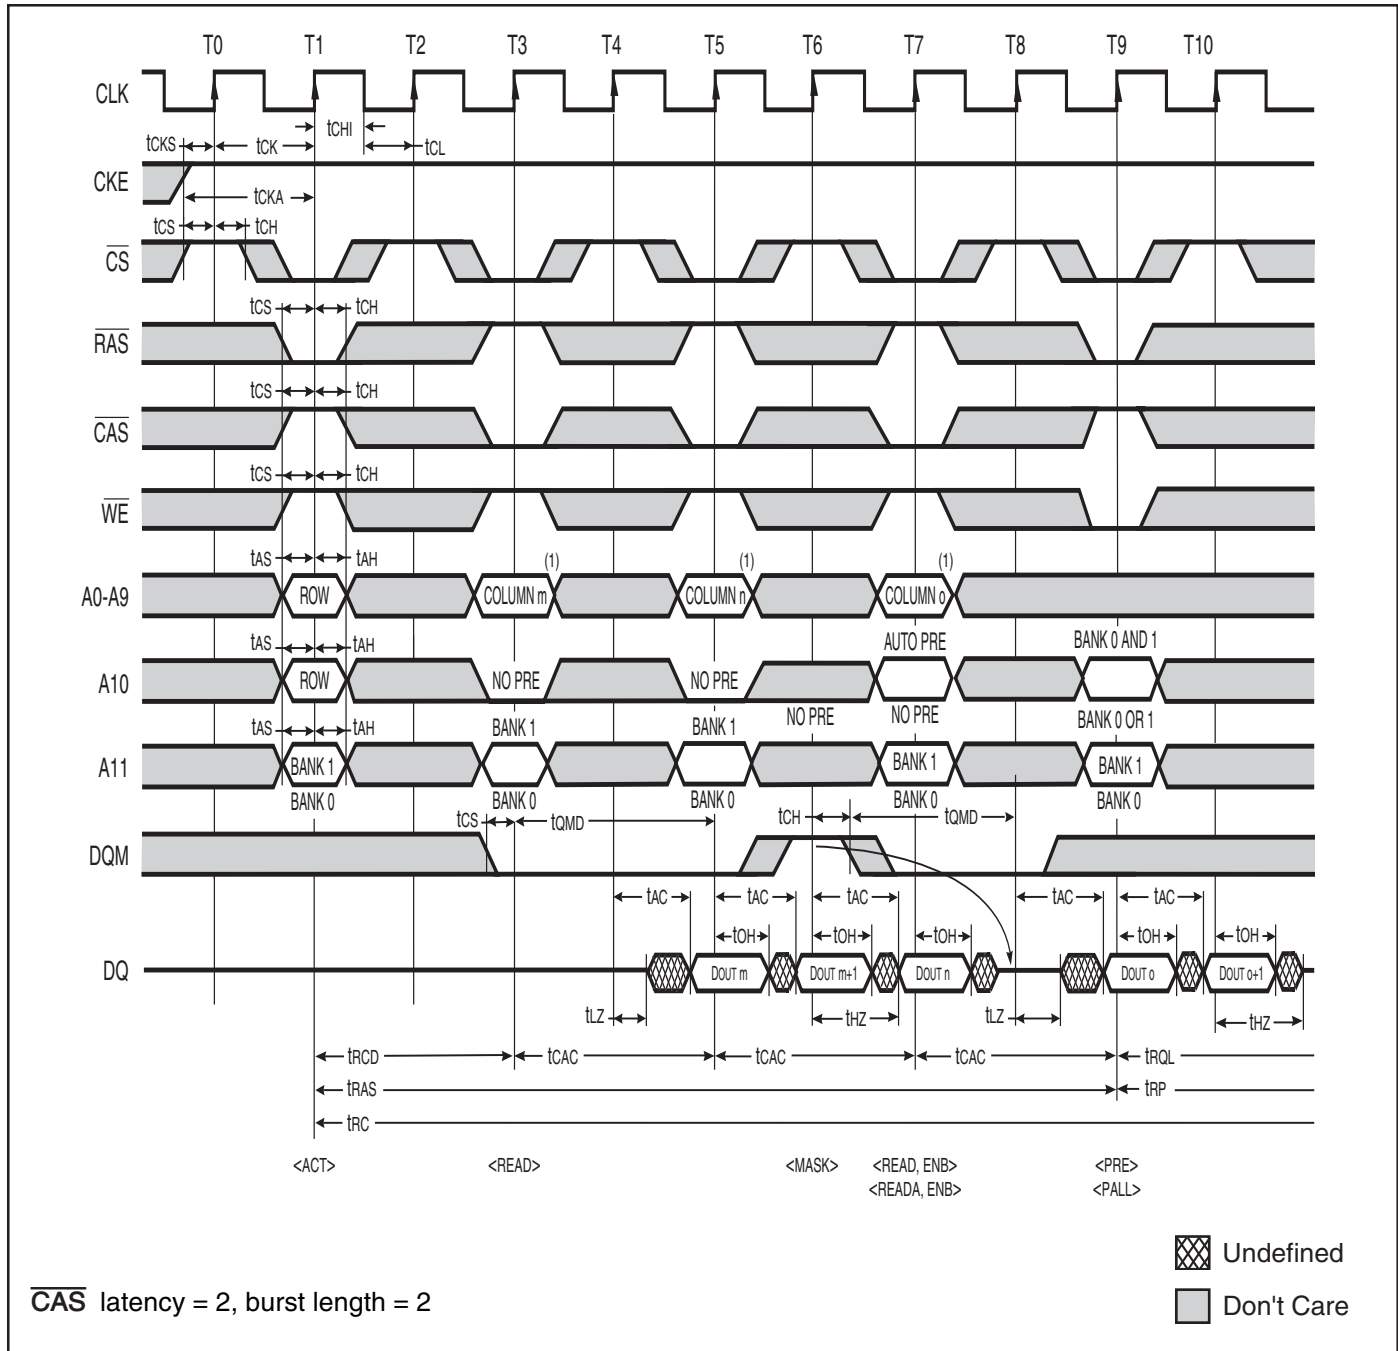 T0 T1 T2 T3 T4 T5 T6 T7 T8 T9 T10
CLK
tCHI
tCKS tCK tCL
CKE
tCKA
tCS tCH
CS
tCS tCH
RAS
tCS tCH
CAS
tCS tCH
WE
tAS tAH (1) (1) (1)
A0-A9 ROW COLUMN m COLUMN n COLUMN o
tAS tAH AUTO PRE BANK 0 AND 1
A10 ROW NO PRE NO PRE
NO PRE NO PRE BANK 0 OR 1
tAS tAH BANK 1 BANK 1
A11 BANK 1 BANK 1 BANK 1
BANK 0 BANK 0 BANK 0 BANK 0 BANK 0
tCS tQMD tCH tQMD
DQM
tAC tAC tAC tAC tAC
tOH tOH tOH tOH tOH
DQ DOUT m DOUT m+1 DOUT n DOUT o DOUT o+1
tLZ tHZ tLZ tHZ
tRCD tCAC tCAC tCAC tRQL
tRAS tRP
tRC
<ACT> <READ> <MASK> <READ, ENB> <PRE>
<READA, ENB> <PALL>
Undefined
Don't Care
CAS latency = 2, burst length = 2